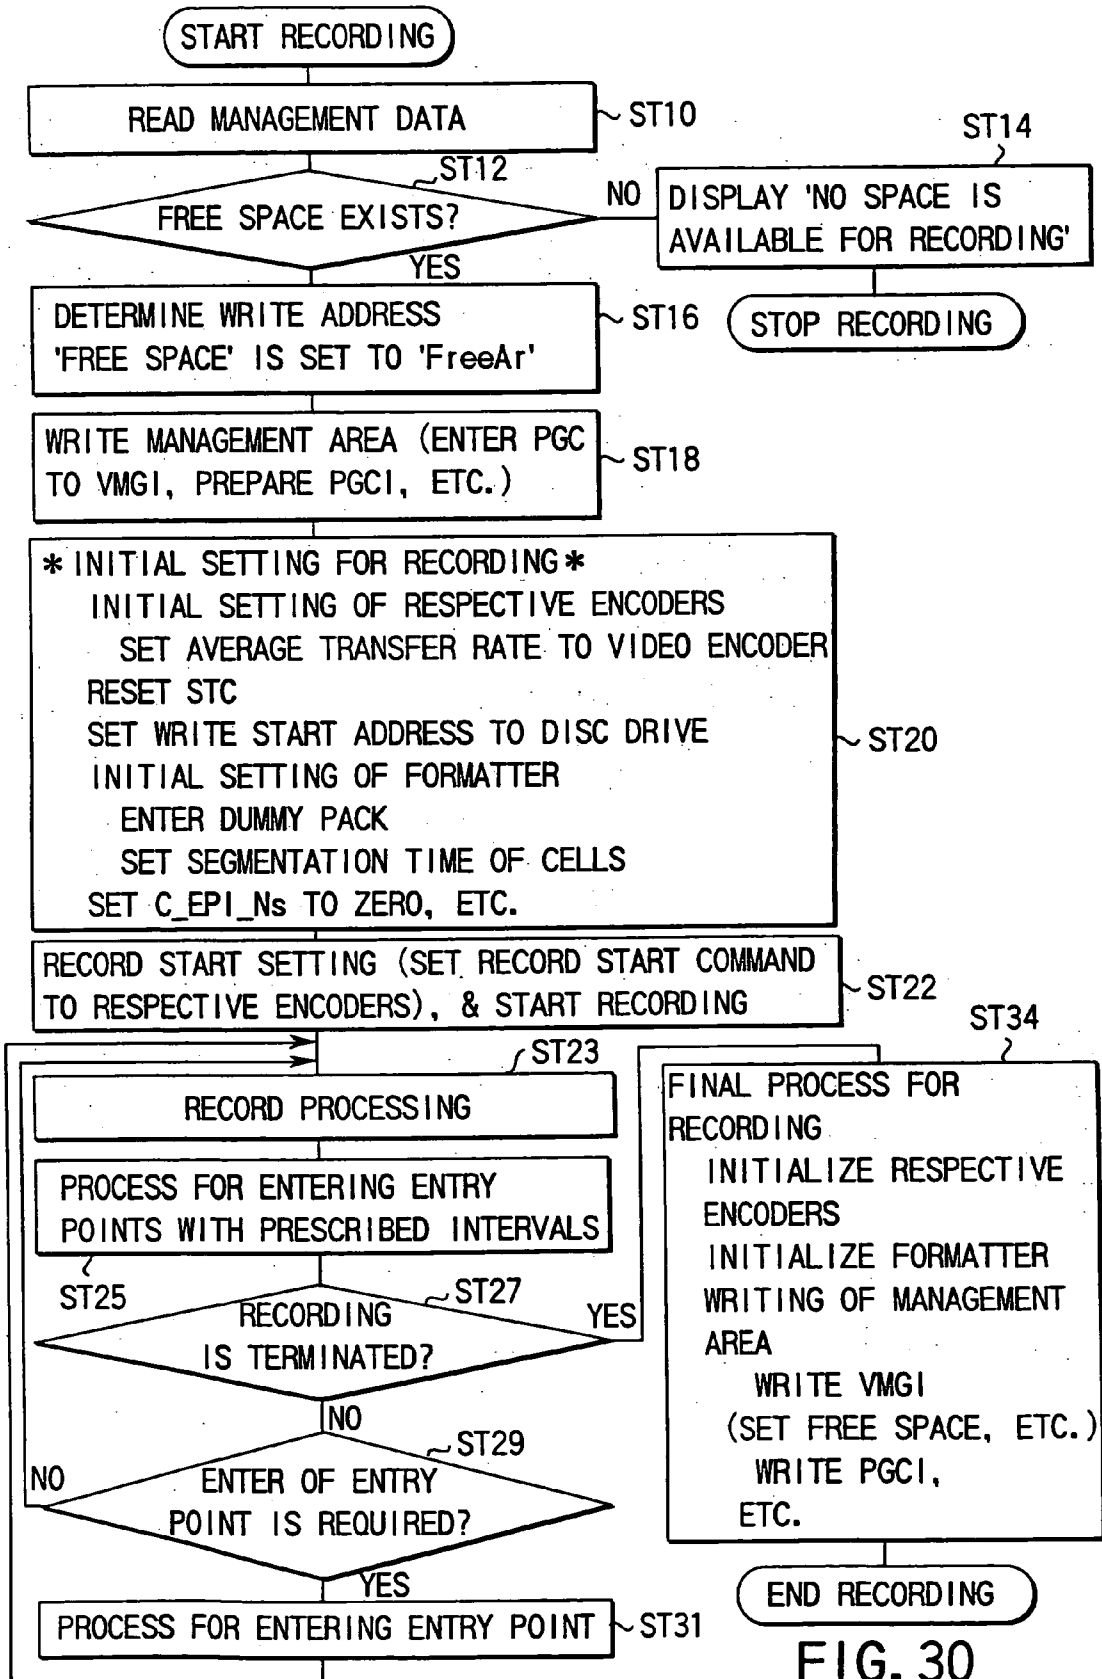 START RECORDING
READ MANAGEMENT DATA
ST10
ST12
FREE SPACE EXISTS?
NO
YES
ST14
DISPLAY 'NO SPACE IS
AVAILABLE FOR RECORDING'
STOP RECORDING
DETERMINE WRITE ADDRESS
'FREE SPACE' IS SET TO 'FreeAr'
ST16
WRITE MANAGEMENT AREA (ENTER PGC
TO VMGI, PREPARE PGCI, ETC.)
ST18
* INITIAL SETTING FOR RECORDING *
INITIAL SETTING OF RESPECTIVE ENCODERS
SET AVERAGE TRANSFER RATE TO VIDEO ENCODER
RESET STC
SET WRITE START ADDRESS TO DISC DRIVE
INITIAL SETTING OF FORMATTER
ENTER DUMMY PACK
SET SEGMENTATION TIME OF CELLS
SET C_EPI_Ns TO ZERO, ETC.
ST20
RECORD START SETTING (SET RECORD START COMMAND
TO RESPECTIVE ENCODERS), & START RECORDING
ST22
ST23
RECORD PROCESSING
PROCESS FOR ENTERING ENTRY
POINTS WITH PRESCRIBED INTERVALS
ST25
ST27
RECORDING
IS TERMINATED?
YES
NO
ST29
ENTER OF ENTRY
POINT IS REQUIRED?
NO
YES
PROCESS FOR ENTERING ENTRY POINT
ST31
ST34
FINAL PROCESS FOR
RECORDING
INITIALIZE RESPECTIVE
ENCODERS
INITIALIZE FORMATTER
WRITING OF MANAGEMENT
AREA
WRITE VMGI
(SET FREE SPACE, ETC.)
WRITE PGCI,
ETC.
END RECORDING
FIG. 30